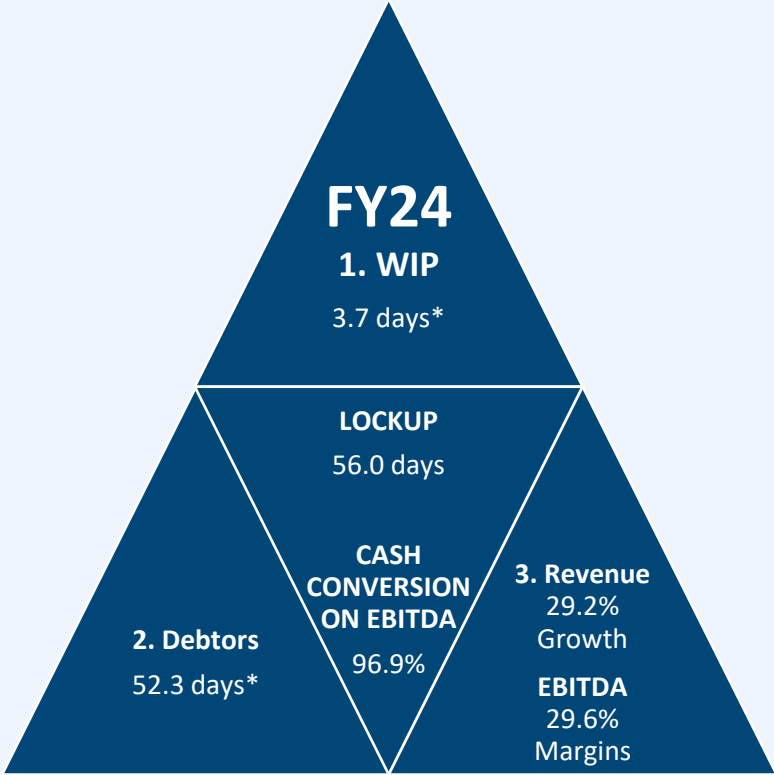 FY24
1. WIP
3.7 days*
LOCKUP
56.0 days
CASH
CONVERSION
ON EBITDA
96.9%
2. Debtors
52.3 days*
3. Revenue
29.2%
Growth
EBITDA
29.6%
Margins